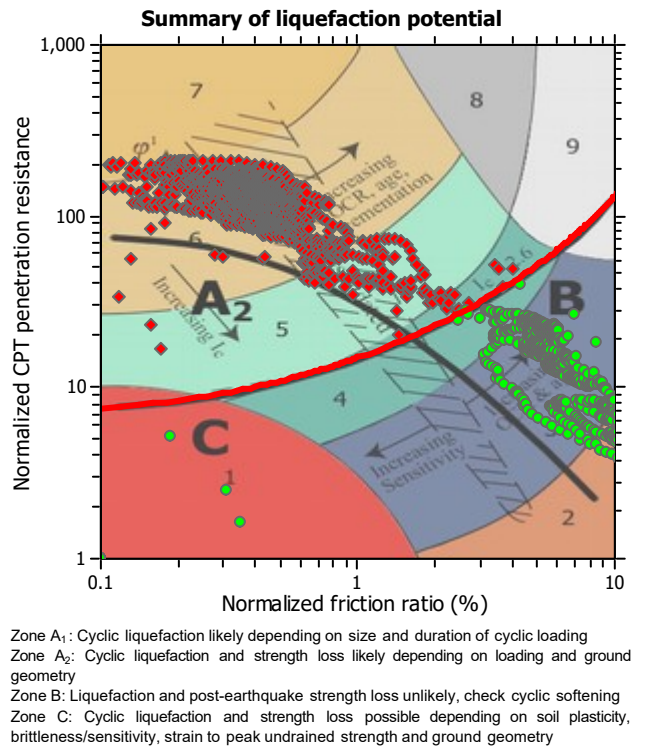 Summary of liquefaction potential
1,000
7
8
9
φ'
Increasing
OCR, age,
cementation
100
6
A2
B
Increasing Ic
5
10
4
C
Increasing
Sensitivity
1
2
1
0.1
1
10
Normalized CPT penetration resistance
Normalized friction ratio (%)
Zone A1: Cyclic liquefaction likely depending on size and duration of cyclic loading
Zone A2: Cyclic liquefaction and strength loss likely depending on loading and ground
geometry
Zone B: Liquefaction and post-earthquake strength loss unlikely, check cyclic softening
Zone C: Cyclic liquefaction and strength loss possible depending on soil plasticity,
brittleness/sensitivity, strain to peak undrained strength and ground geometry